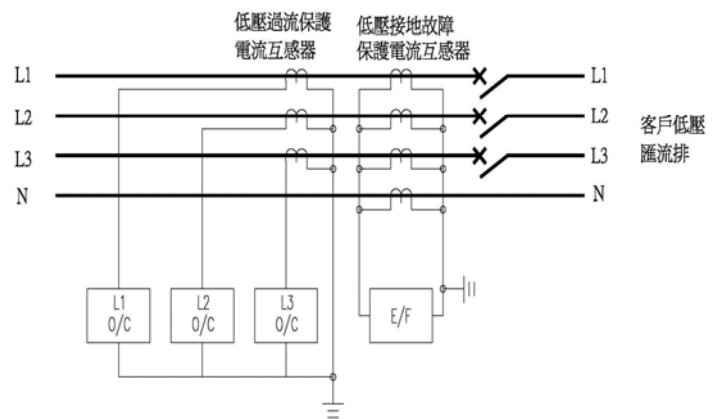 低壓過流保護
電流互感器
低壓接地故障
保護電流互感器
L1
L1
L2
L2
L3
L3
N
N
客戶低壓
匯流排
L1
O/C
L2
O/C
L3
O/C
E/F